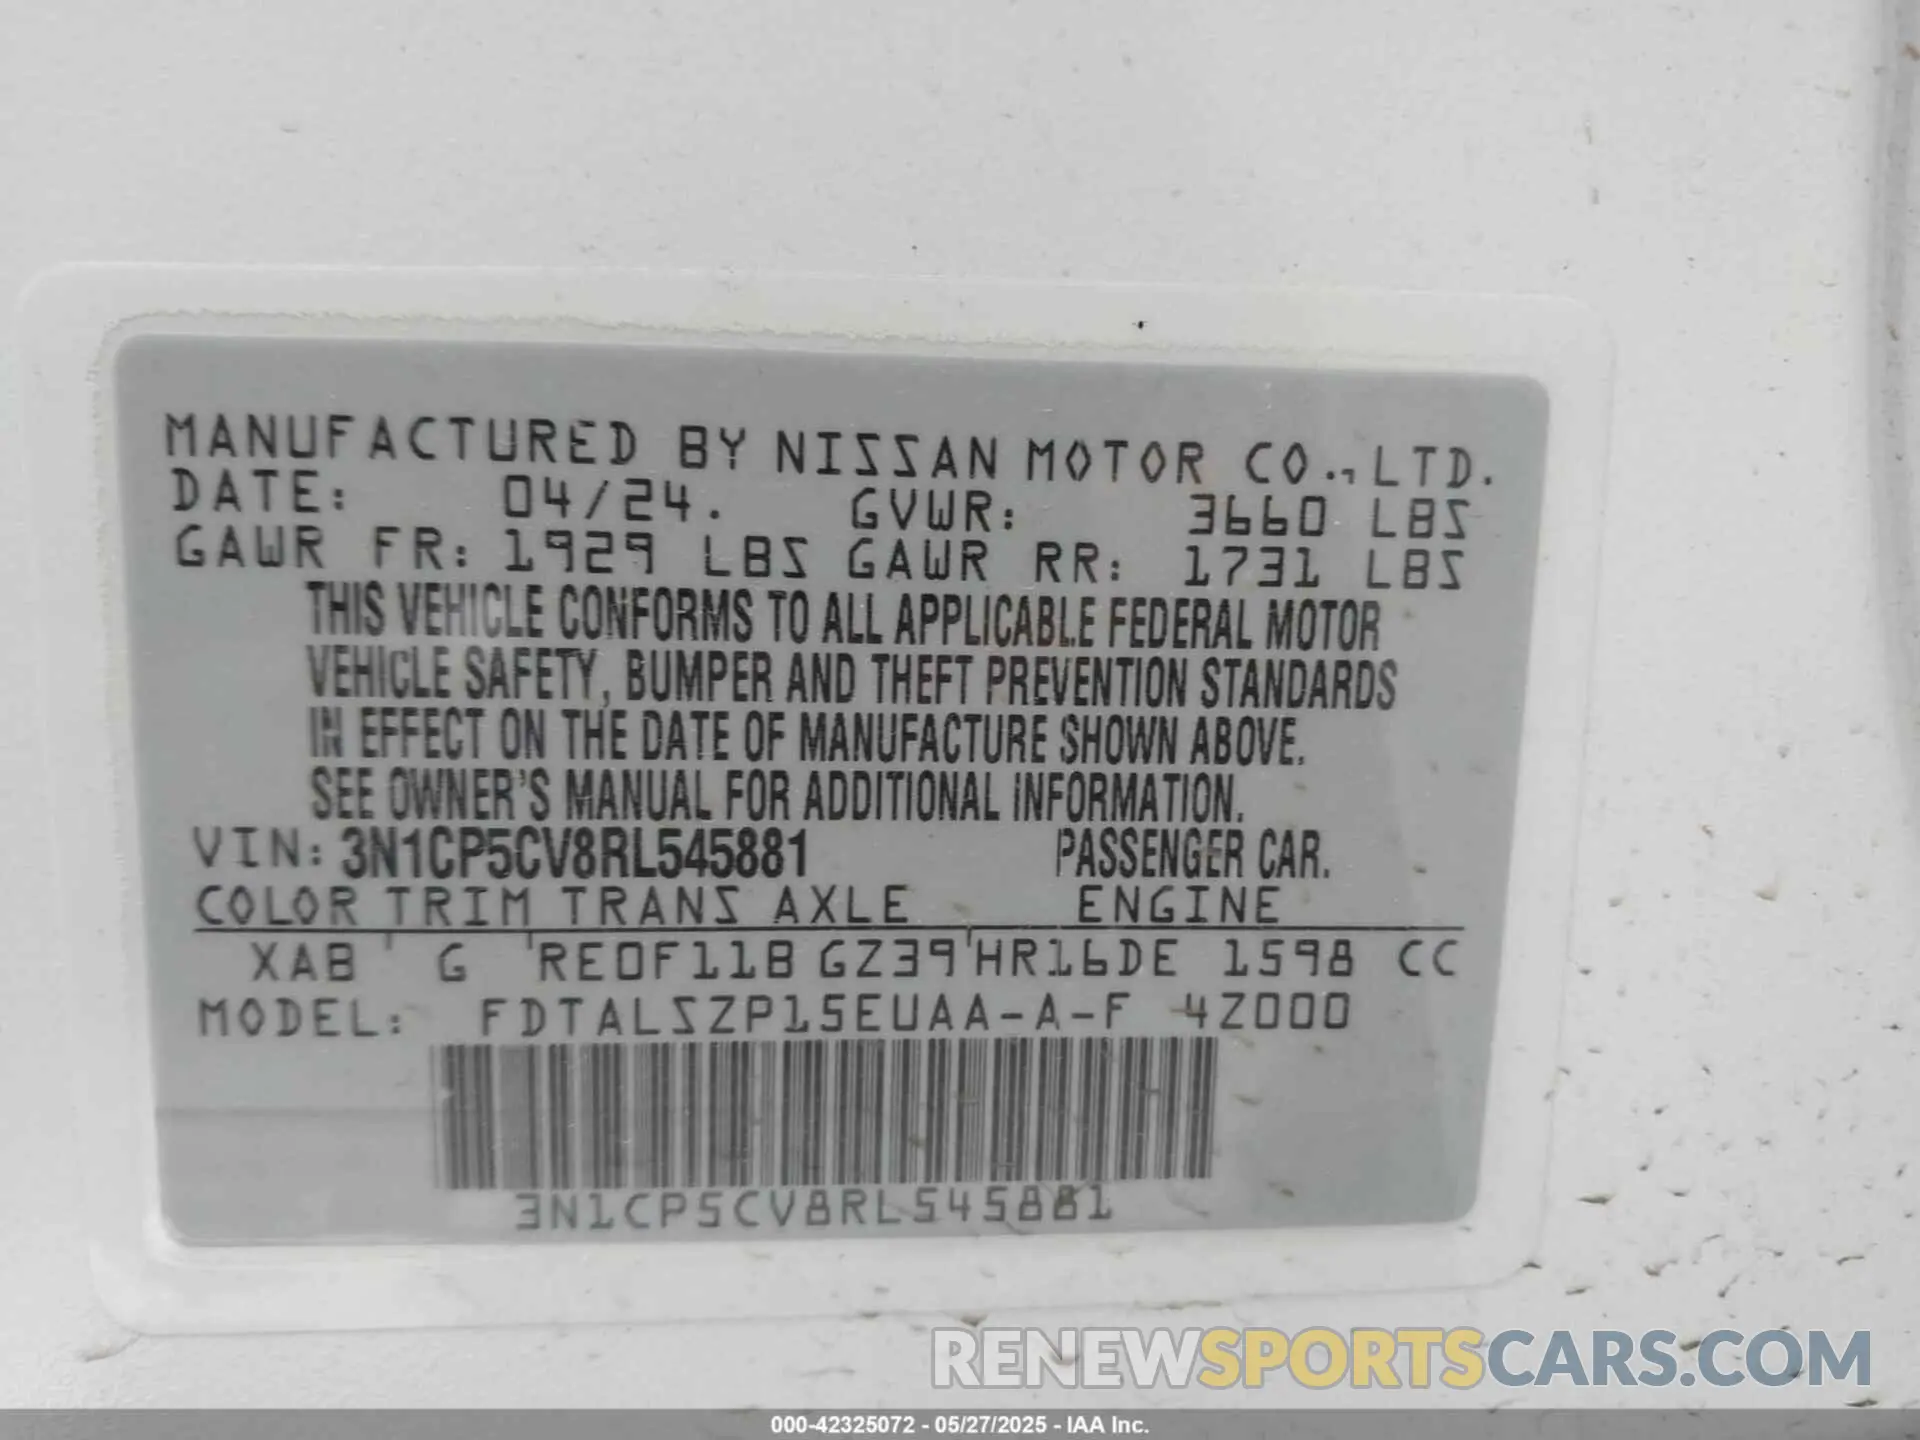 MANUFACTURED BY NISSAN MOTOR CO.,LTD.
DATE: 04/24. GVWR: 3660 LBS
GAWR FR: 1929 LBS GAWR RR: 1731 LBS
THIS VEHICLE CONFORMS TO ALL APPLICABLE FEDERAL MOTOR
VEHICLE SAFETY, BUMPER AND THEFT PREVENTION STANDARDS
IN EFFECT ON THE DATE OF MANUFACTURE SHOWN ABOVE.
SEE OWNER'S MANUAL FOR ADDITIONAL INFORMATION.
VIN: 3N1CP5CV8RL545881 PASSENGER CAR.
COLOR TRIM TRANS AXLE ENGINE
XAB G RE0F11B GZ39 HR16DE 1598 CC
MODEL: FDTALSZP15EUAA-A-F 4Z000
3N1CP5CV8RL545881
RENEWSPORTSCARS.COM
000-42325072 - 05/27/2025 - IAA Inc.